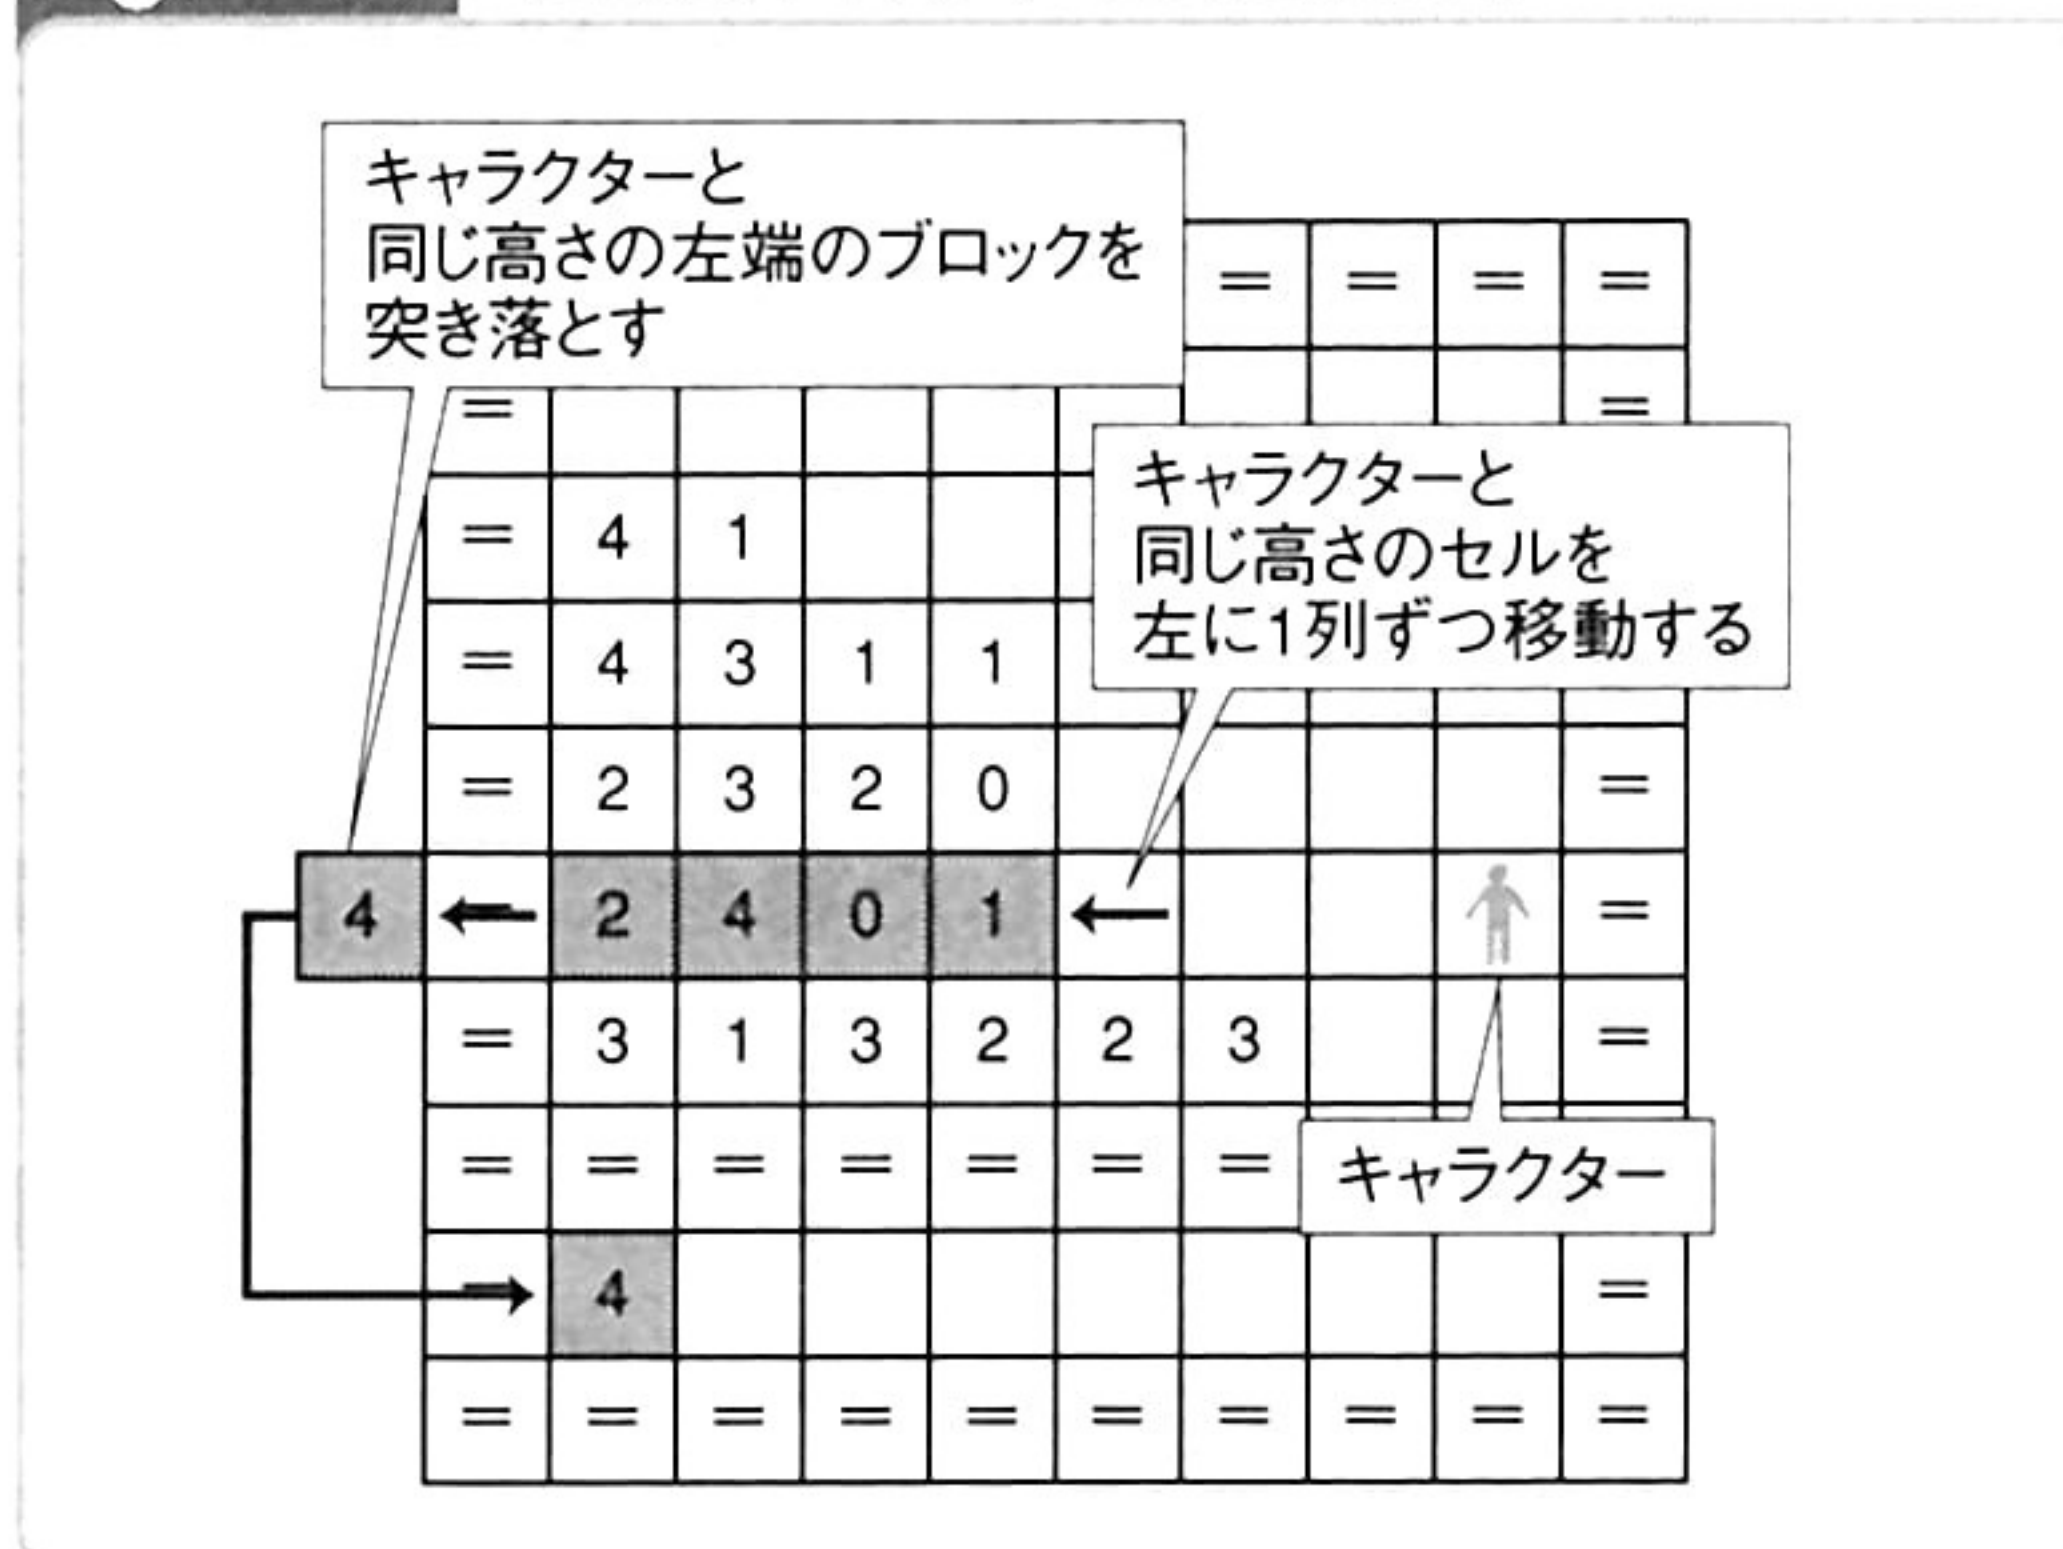 キャラクターと
同じ高さの左端のブロックを
突き落とす
= = = =
= =
キャラクターと
同じ高さのセルを
左に1列ずつ移動する
= 4 1
= 4 3 1 1
= 2 3 2 0 =
4 ← 2 4 0 1 ← =
= 3 1 3 2 2 3 =
= = = = = = =
キャラクター
→ 4 =
= = = = = = = = = =